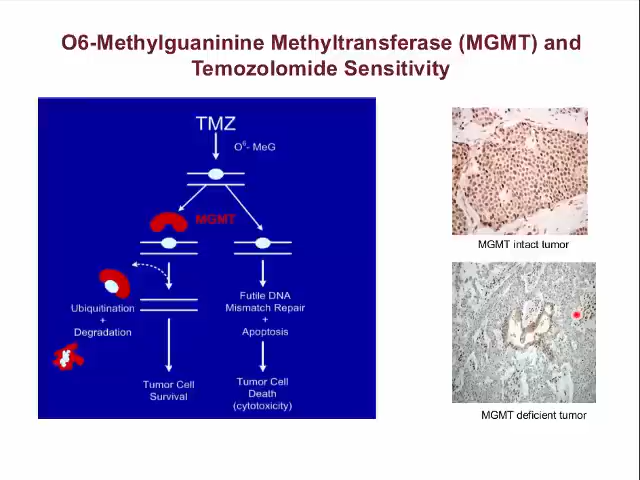 O6-Methylguaninine Methyltransferase (MGMT) and
Temozolomide Sensitivity
TMZ
O6- MeG
MGMT
Ubiquitination
+
Degradation
Futile DNA
Mismatch Repair
+
Apoptosis
Tumor Cell
Survival
Tumor Cell
Death
(cytotoxicity)
MGMT intact tumor
MGMT deficient tumor